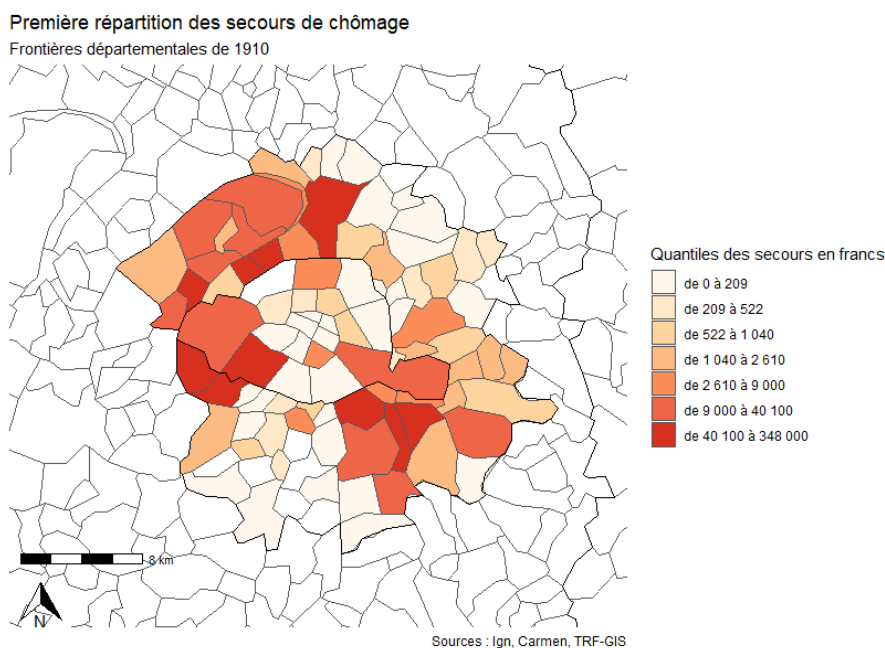 Première répartition des secours de chômage
Frontières départementales de 1910
Quantiles des secours en francs
de 0 à 209
de 209 à 522
de 522 à 1 040
de 1 040 à 2 610
de 2 610 à 9 000
de 9 000 à 40 100
de 40 100 à 348 000
8 km
N
Sources : Ign, Carmen, TRF-GIS